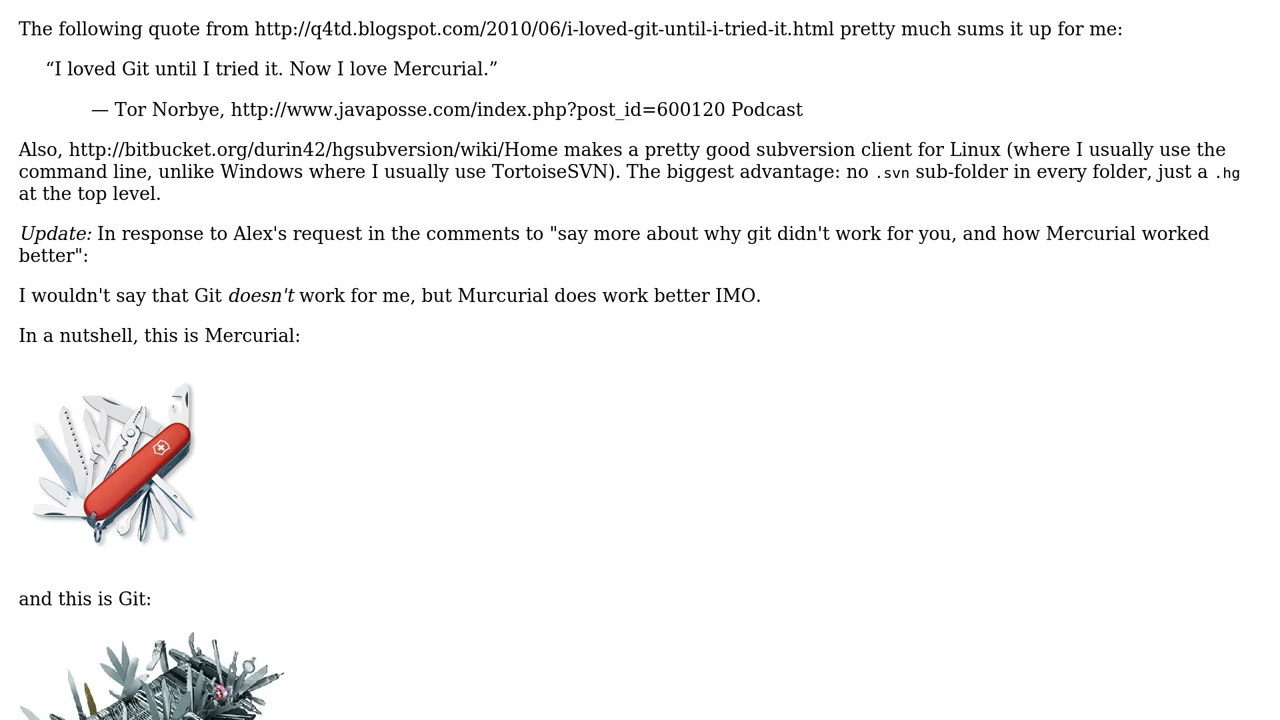 The following quote from http://q4td.blogspot.com/2010/06/i-loved-git-until-i-tried-it.html pretty much sums it up for me:
“I loved Git until I tried it. Now I love Mercurial.”
— Tor Norbye, http://www.javaposse.com/index.php?post_id=600120 Podcast
Also, http://bitbucket.org/durin42/hgsubversion/wiki/Home makes a pretty good subversion client for Linux (where I usually use the
command line, unlike Windows where I usually use TortoiseSVN). The biggest advantage: no .svn sub-folder in every folder, just a .hg
at the top level.
Update: In response to Alex's request in the comments to "say more about why git didn't work for you, and how Mercurial worked
better":
I wouldn't say that Git doesn't work for me, but Murcurial does work better IMO.
In a nutshell, this is Mercurial:
and this is Git: